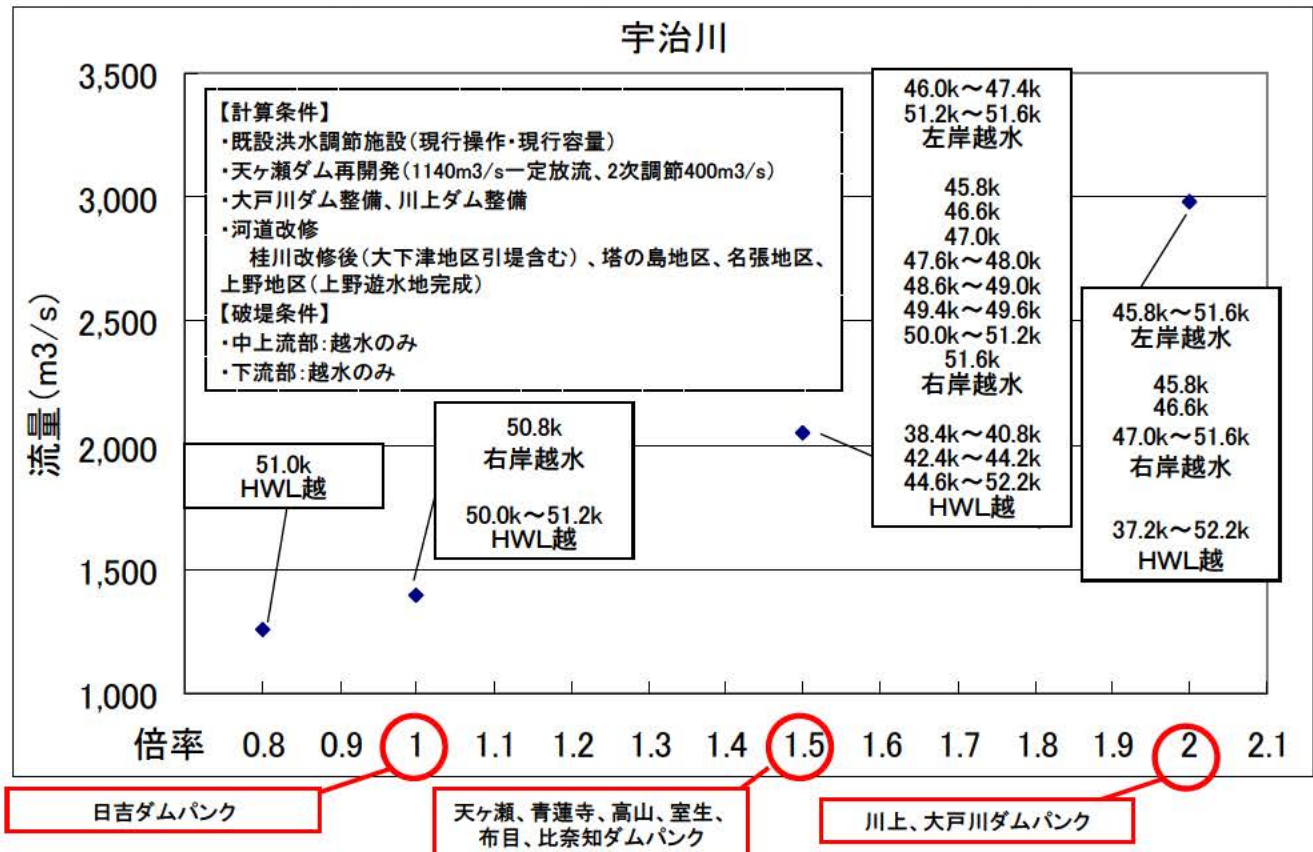 宇治川
3,500
3,000
2,500
2,000
1,500
1,000
流量(m3/s)
【計算条件】
・既設洪水調節施設(現行操作・現行容量)
・天ヶ瀬ダム再開発(1140m3/s一定放流、2次調節400m3/s)
・大戸川ダム整備、川上ダム整備
・河道改修
桂川改修後(大下津地区引堤含む)、塔の島地区、名張地区、
上野地区(上野遊水地完成)
【破堤条件】
・中上流部:越水のみ
・下流部:越水のみ
51.0k
HWL越
50.8k
右岸越水
50.0k～51.2k
HWL越
46.0k～47.4k
51.2k～51.6k
左岸越水
45.8k
46.6k
47.0k
47.6k～48.0k
48.6k～49.0k
49.4k～49.6k
50.0k～51.2k
51.6k
右岸越水
38.4k～40.8k
42.4k～44.2k
44.6k～52.2k
HWL越
45.8k～51.6k
左岸越水
45.8k
46.6k
47.0k～51.6k
右岸越水
37.2k～52.2k
HWL越
倍率 0.8 0.9 1 1.1 1.2 1.3 1.4 1.5 1.6 1.7 1.8 1.9 2 2.1
日吉ダムパンク
天ヶ瀬、青蓮寺、高山、室生、
布目、比奈知ダムパンク
川上、大戸川ダムパンク